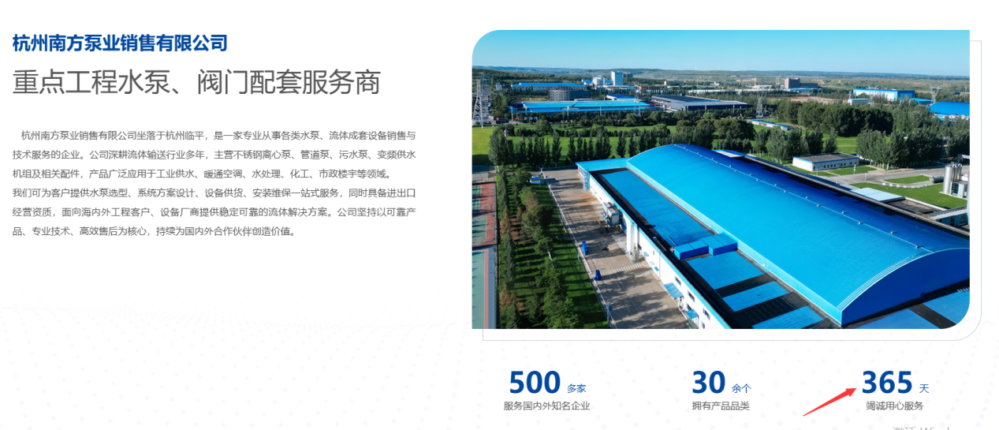 杭州南方泵业销售有限公司
重点工程水泵、阀门配套服务商
杭州南方泵业销售有限公司坐落于杭州临平，是一家专业从事各类水泵、流体成套设备销售与
技术服务的企业。公司深耕流体输送行业多年，主营不锈钢离心泵、管道泵、污水泵、变频供水
机组及相关配件，产品广泛应用于工业供水、暖通空调、水处理、化工、市政楼宇等领域。
我们可为客户提供水泵选型、系统方案设计、设备供货、安装维保一站式服务，同时具备进出口
经营资质，面向海内外工程客户、设备厂商提供稳定可靠的流体解决方案。公司坚持以可靠产
品、专业技术、高效售后为核心，持续为国内外合作伙伴创造价值。
500 多家
服务国内外知名企业
30 余个
拥有产品品类
365 天
竭诚用心服务